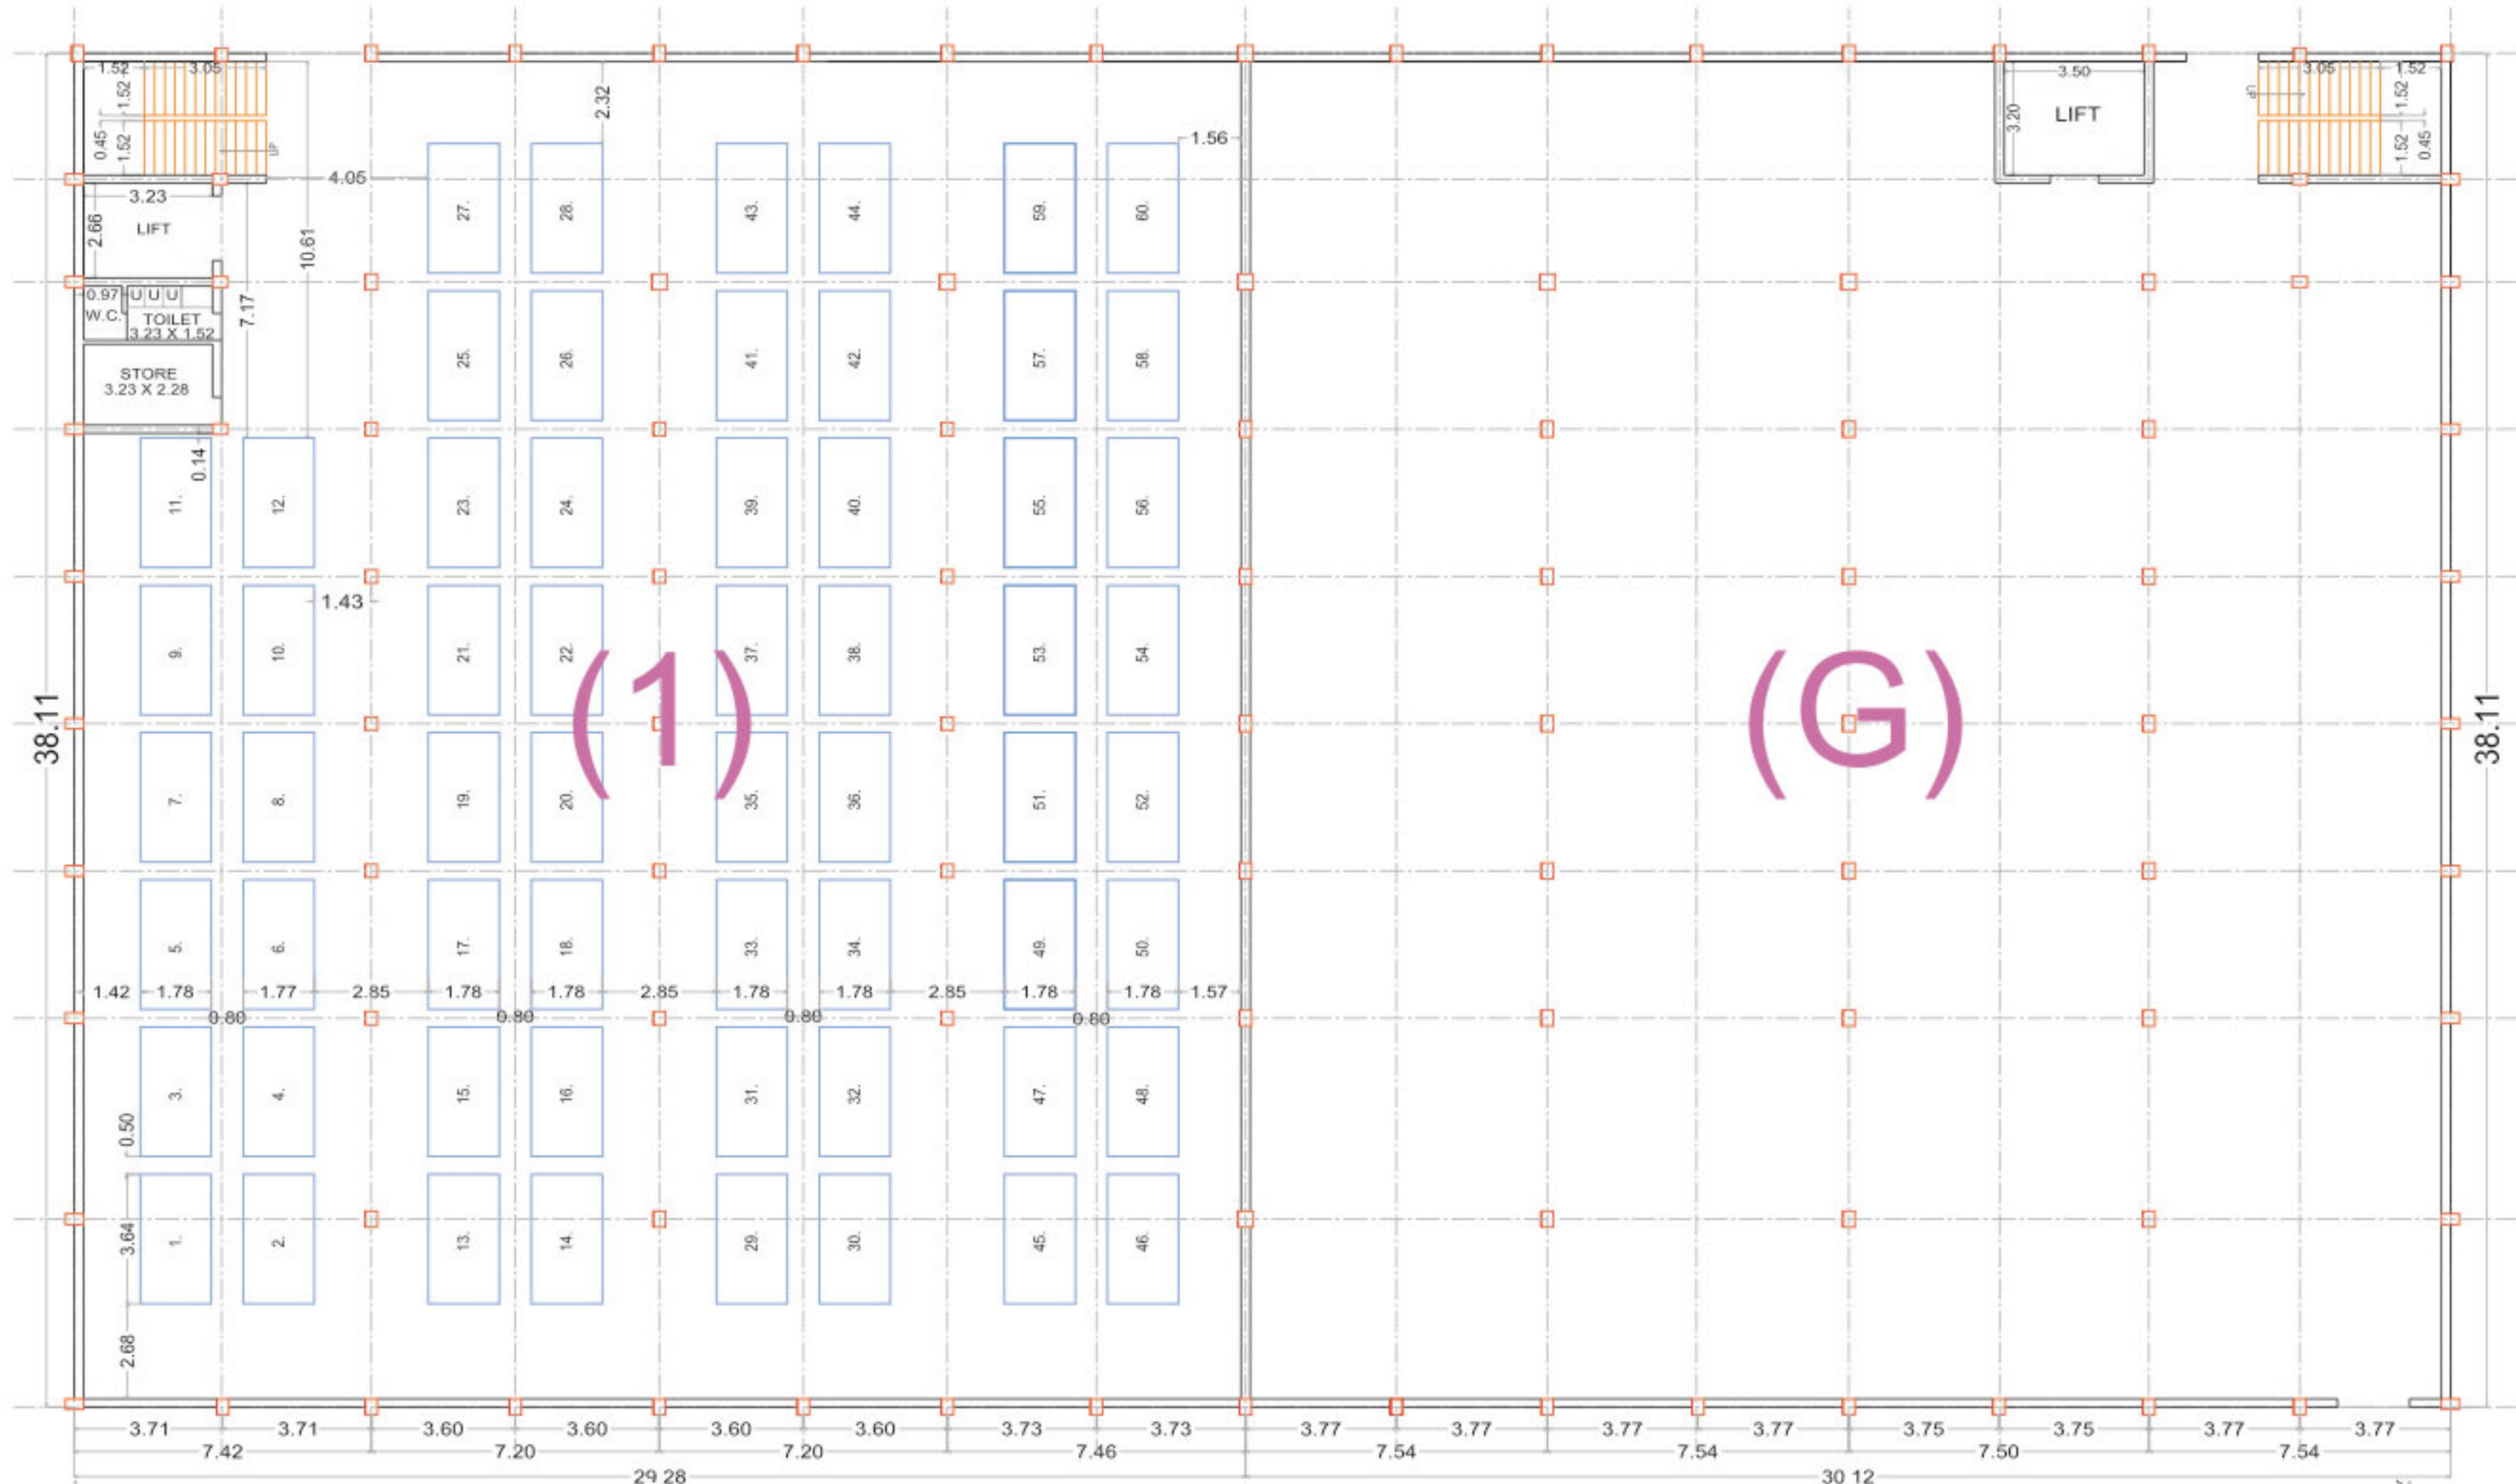 1.52 3.05 3.50 3.05 1.52
1.52 2.32 UP 1.52
3.20 LIFT
0.45 1.52 UP 1.56 1.52 0.45
4.05
3.23
2.66 LIFT 10.61 27. 28. 43. 44. 59. 60.
0.97 U U U 7.17
W.C. TOILET
3.23 X 1.52
STORE 25. 26. 41. 42. 57. 58.
3.23 X 2.28
0.14
11. 12. 23. 24. 39. 40. 55. 56.
1.43
9. 10. 21. 22. 37. 38. 53. 54.
38.11 (1) (G) 38.11
7. 8. 19. 20. 35. 36. 51. 52.
5. 6. 17. 18. 33. 34. 49. 50.
1.42 1.78 1.77 2.85 1.78 1.78 2.85 1.78 1.78 2.85 1.78 1.78 1.57
0.80 0.80 0.80 0.80
3. 4. 15. 16. 31. 32. 47. 48.
0.50
3.64 1. 2. 13. 14. 29. 30. 45. 46.
2.68
3.71 3.71 3.60 3.60 3.60 3.60 3.73 3.73 3.77 3.77 3.77 3.77 3.75 3.75 3.77 3.77
7.42 7.20 7.20 7.46 7.54 7.54 7.50 7.54
29 28 30 12